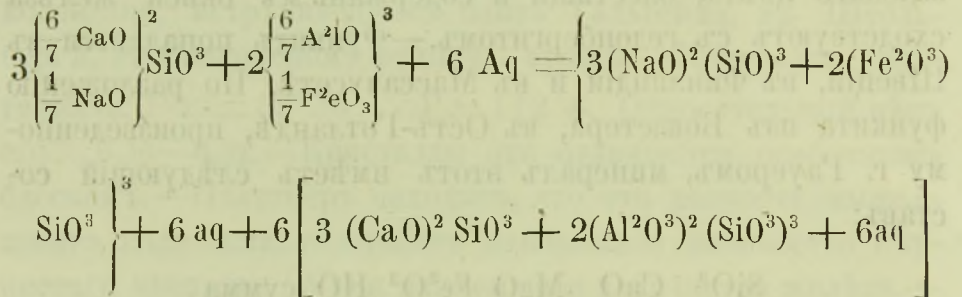 3 { 6/7 CaO 1/7 NaO }² SiO³ + 2 { 6/7 A²lO 1/7 F²eO₃ }³ + 6 Aq = { 3(NaO)² (SiO)³ + 2(Fe²O³)
SiO³ }³ + 6 aq + 6 [ 3 (CaO)² SiO³ + 2(Al²O³)² (SiO³)³ + 6aq ]